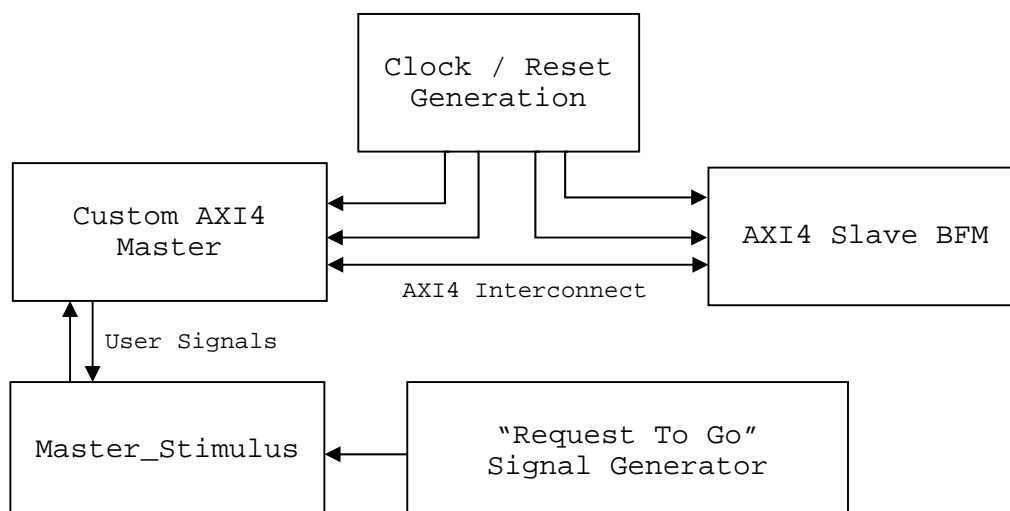 Clock / Reset
Generation
Custom AXI4
Master
AXI4 Slave BFM
AXI4 Interconnect
User Signals
Master_Stimulus
“Request To Go”
Signal Generator